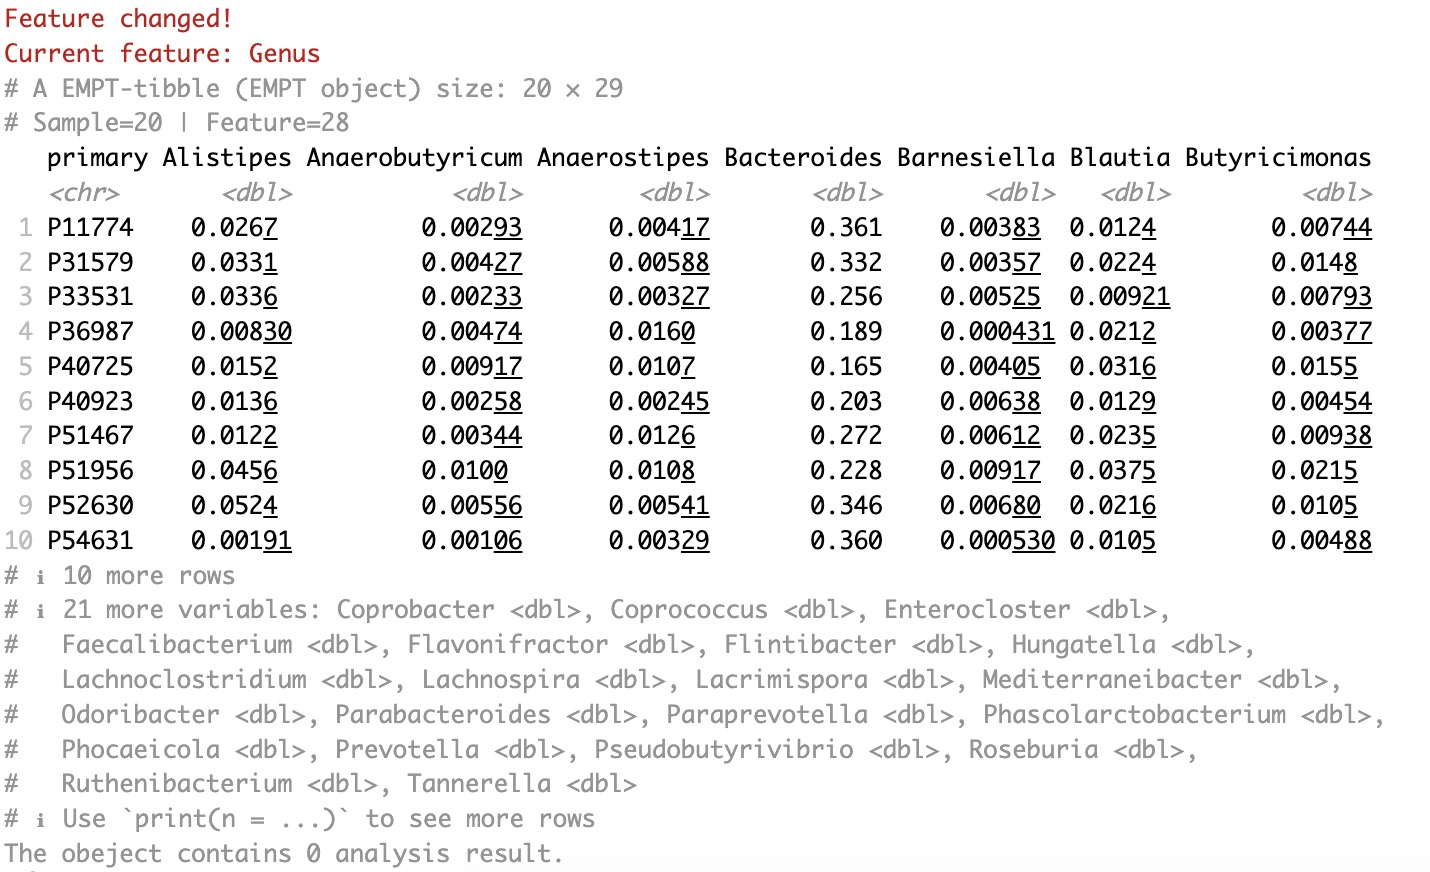 Feature changed!
Current feature: Genus
# A EMPT-tibble (EMPT object) size: 20 × 29
# Sample=20 | Feature=28
primary Alistipes Anaerobutyricum Anaerostipes Bacteroides Barnesiella Blautia Butyricimonas
<chr> <dbl> <dbl> <dbl> <dbl> <dbl> <dbl> <dbl>
1 P11774 0.0267 0.00293 0.00417 0.361 0.00383 0.0124 0.00744
2 P31579 0.0331 0.00427 0.00588 0.332 0.00357 0.0224 0.0148
3 P33531 0.0336 0.00233 0.00327 0.256 0.00525 0.00921 0.00793
4 P36987 0.00830 0.00474 0.0160 0.189 0.000431 0.0212 0.00377
5 P40725 0.0152 0.00917 0.0107 0.165 0.00405 0.0316 0.0155
6 P40923 0.0136 0.00258 0.00245 0.203 0.00638 0.0129 0.00454
7 P51467 0.0122 0.00344 0.0126 0.272 0.00612 0.0235 0.00938
8 P51956 0.0456 0.0100 0.0108 0.228 0.00917 0.0375 0.0215
9 P52630 0.0524 0.00556 0.00541 0.346 0.00680 0.0216 0.0105
10 P54631 0.00191 0.00106 0.00329 0.360 0.000530 0.0105 0.00488
# ℹ 10 more rows
# ℹ 21 more variables: Coprobacter <dbl>, Coprococcus <dbl>, Enterocloster <dbl>,
# Faecalibacterium <dbl>, Flavonifractor <dbl>, Flintibacter <dbl>, Hungatella <dbl>,
# Lachnoclostridium <dbl>, Lachnospira <dbl>, Lacrimispora <dbl>, Mediterraneibacter <dbl>,
# Odoribacter <dbl>, Parabacteroides <dbl>, Paraprevotella <dbl>, Phascolarctobacterium <dbl>,
# Phocaeicola <dbl>, Prevotella <dbl>, Pseudobutyrivibrio <dbl>, Roseburia <dbl>,
# Ruthenibacterium <dbl>, Tannerella <dbl>
# ℹ Use `print(n = ...)` to see more rows
The obeject contains 0 analysis result.